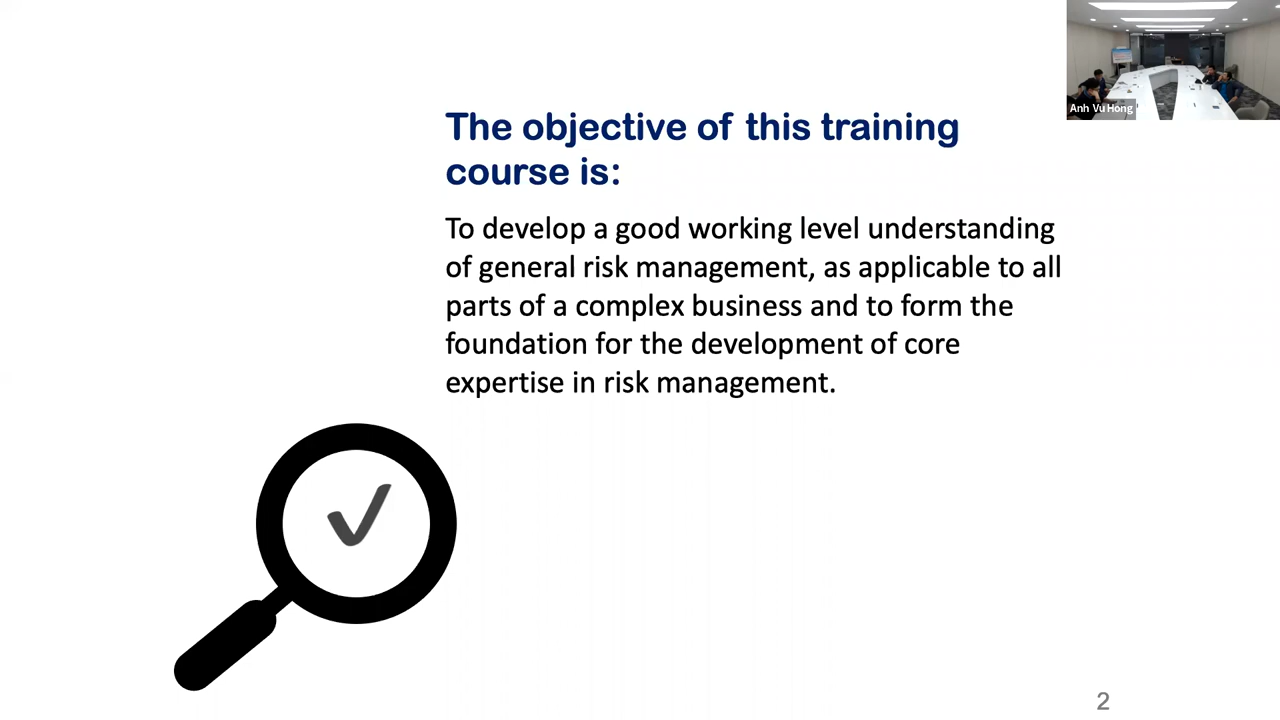 Anh Vu Hong
The objective of this training
course is:
To develop a good working level understanding
of general risk management, as applicable to all
parts of a complex business and to form the
foundation for the development of core
expertise in risk management.
2